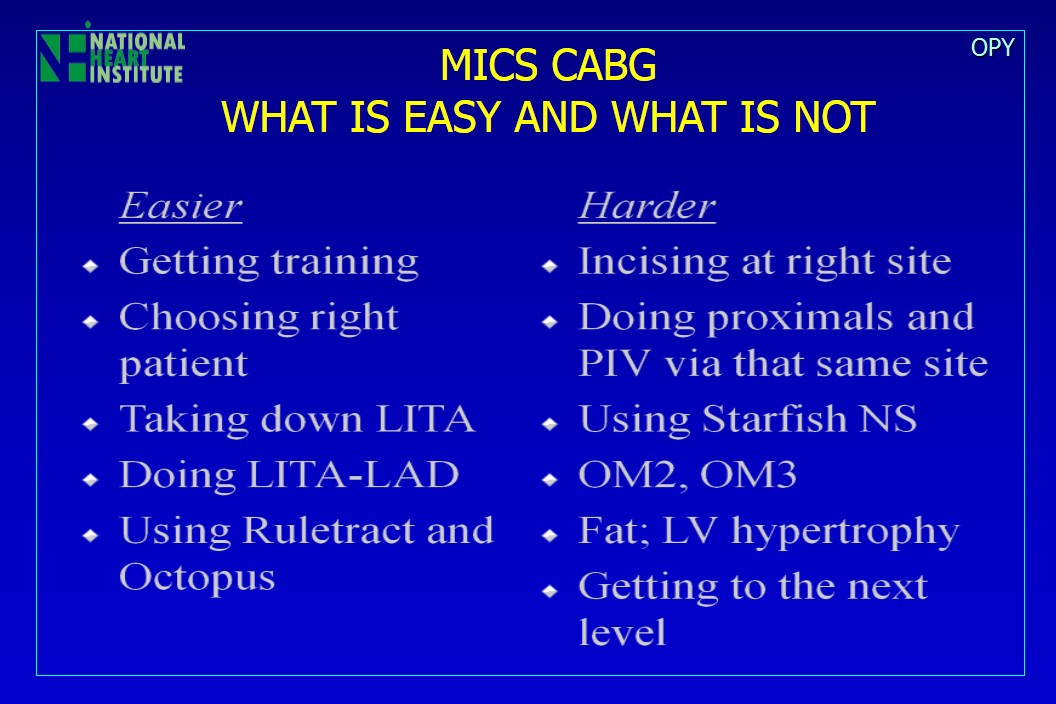 NATIONAL
HEART
INSTITUTE
OPY
MICS CABG
WHAT IS EASY AND WHAT IS NOT
Easier
Getting training
Choosing right
patient
Taking down LITA
Doing LITA-LAD
Using Ruletract and
Octopus
Harder
Incising at right site
Doing proximals and
PIV via that same site
Using Starfish NS
OM2, OM3
Fat; LV hypertrophy
Getting to the next
level